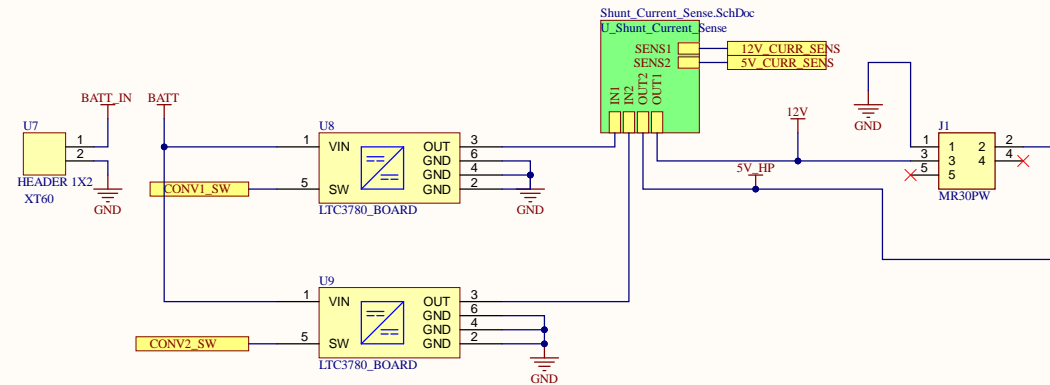 Shunt_Current_Sense.SchDoc
U_Shunt_Current_Sense
SENS1
SENS2
12V_CURR_SENS
5V_CURR_SENS
IN1
IN2
OUT2
OUT1
BATT_IN
BATT
U7
1
2
HEADER 1X2
XT60
GND
U8
1
VIN
OUT
3
GND
6
GND
4
GND
2
5
SW
CONV1_SW
LTC3780_BOARD
GND
12V
5V_HP
GND
J1
1
1
2
2
3
3
4
4
5
5
MR30PW
U9
1
VIN
OUT
3
GND
6
GND
4
GND
2
5
SW
CONV2_SW
LTC3780_BOARD
GND